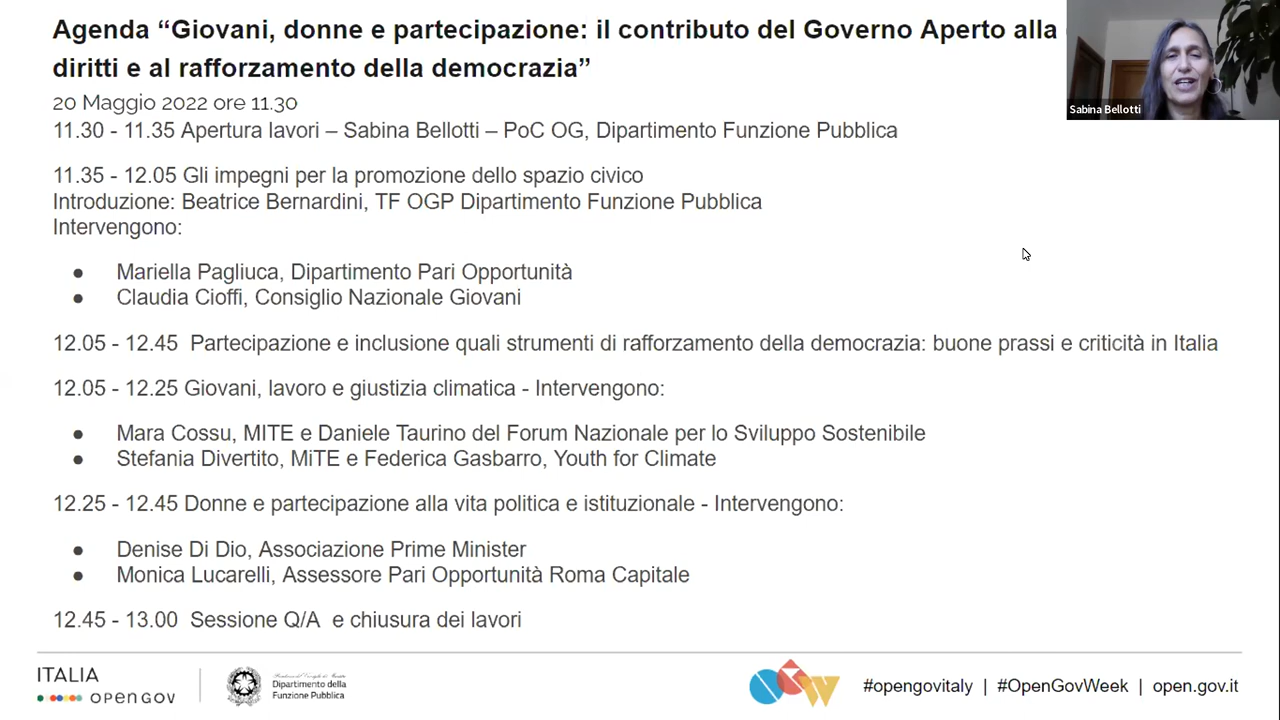 Agenda “Giovani, donne e partecipazione: il contributo del Governo Aperto alla
diritti e al rafforzamento della democrazia”
20 Maggio 2022 ore 11.30
11.30 - 11.35 Apertura lavori – Sabina Bellotti – PoC OG, Dipartimento Funzione Pubblica
11.35 - 12.05 Gli impegni per la promozione dello spazio civico
Introduzione: Beatrice Bernardini, TF OGP Dipartimento Funzione Pubblica
Intervengono:
● Mariella Pagliuca, Dipartimento Pari Opportunità
● Claudia Cioffi, Consiglio Nazionale Giovani
12.05 - 12.45 Partecipazione e inclusione quali strumenti di rafforzamento della democrazia: buone prassi e criticità in Italia
12.05 - 12.25 Giovani, lavoro e giustizia climatica - Intervengono:
● Mara Cossu, MITE e Daniele Taurino del Forum Nazionale per lo Sviluppo Sostenibile
● Stefania Divertito, MiTE e Federica Gasbarro, Youth for Climate
12.25 - 12.45 Donne e partecipazione alla vita politica e istituzionale - Intervengono:
● Denise Di Dio, Associazione Prime Minister
● Monica Lucarelli, Assessore Pari Opportunità Roma Capitale
12.45 - 13.00 Sessione Q/A e chiusura dei lavori
Sabina Bellotti
ITALIA
open gov
Dipartimento della
Funzione Pubblica
OGW
#opengovitaly | #OpenGovWeek | open.gov.it